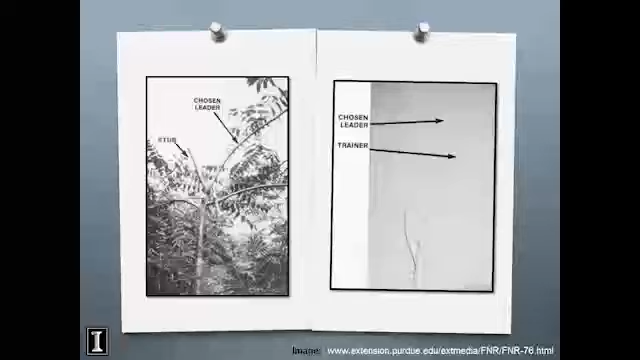 CHOSEN
LEADER
STUB
CHOSEN
LEADER
TRAINER
I
Image: www.extension.purdue.edu/extmedia/FNR/FNR-76.html